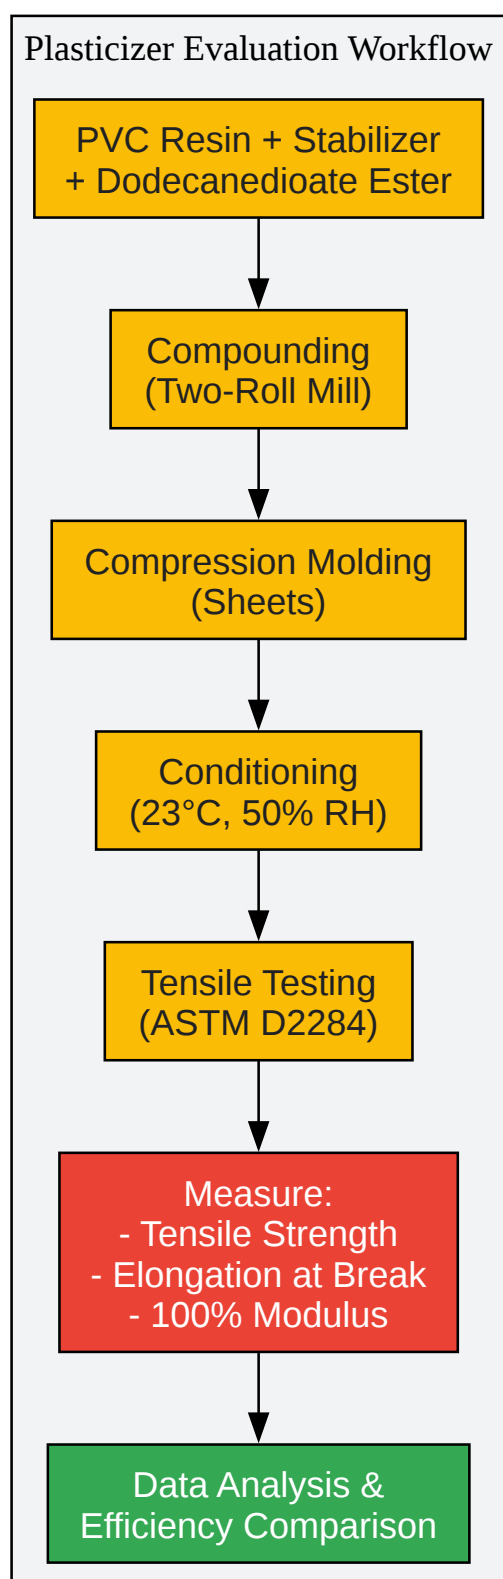 Plasticizer Evaluation Workflow
PVC Resin + Stabilizer
+ Dodecanedioate Ester
Compounding
(Two-Roll Mill)
Compression Molding
(Sheets)
Conditioning
(23°C, 50% RH)
Tensile Testing
(ASTM D2284)
Measure:
- Tensile Strength
- Elongation at Break
- 100% Modulus
Data Analysis &
Efficiency Comparison